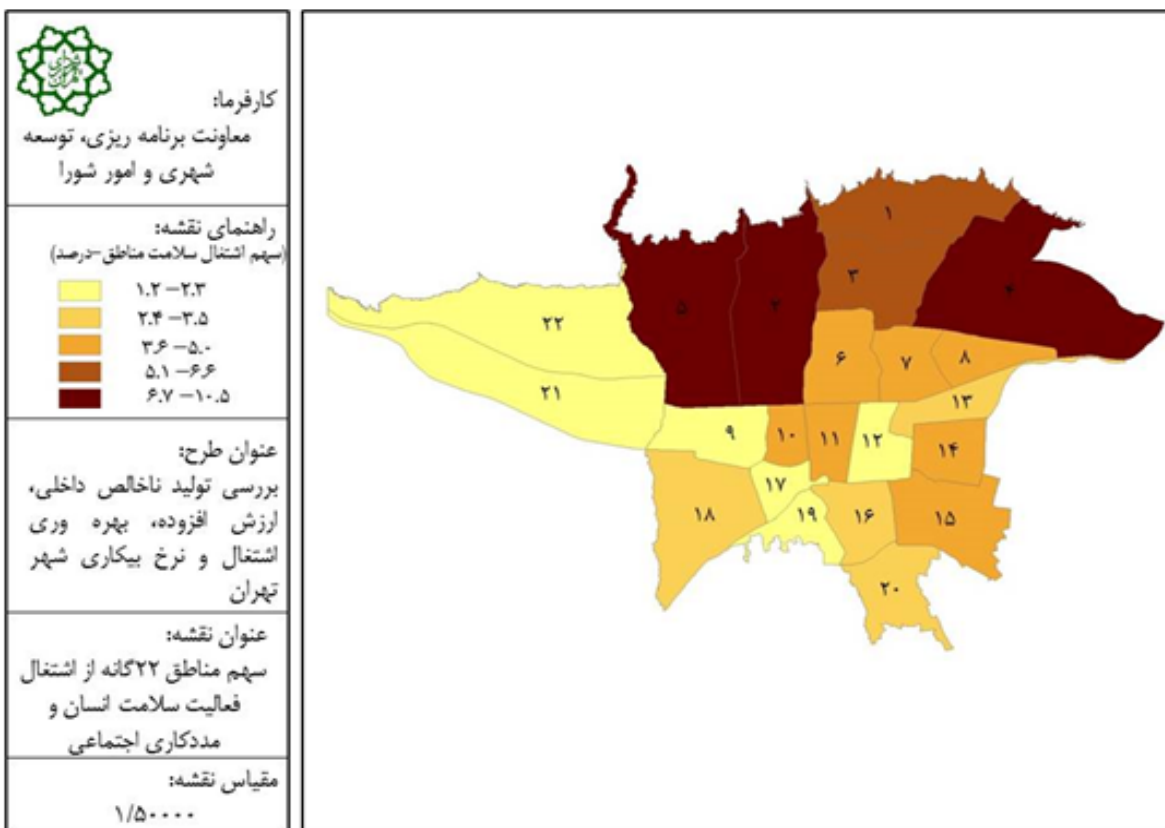 کارفرما:
معاونت برنامه ریزی، توسعه
شهری و امور شورا
راهنمای نقشه:
(سهم اشتغال سلامت مناطق-درصد)
۱.۲-۲.۳
۲.۴-۳.۵
۳.۶-۵.۰
۵.۱-۶.۶
۶.۷-۱۰.۵
عنوان طرح:
بررسی تولید ناخالص داخلی،
ارزش افزوده، بهره وری
اشتغال و نرخ بیکاری شهر
تهران
عنوان نقشه:
سهم مناطق ۲۲گانه از اشتغال
فعالیت سلامت انسان و
مددکاری اجتماعی
مقیاس نقشه:
۱/۵۰۰۰۰
۱
۳
۴
۵
۲
۲۲
۶
۷
۸
۲۱
۱۳
۹
۱۰
۱۱
۱۲
۱۴
۱۷
۱۸
۱۹
۱۶
۱۵
۲۰